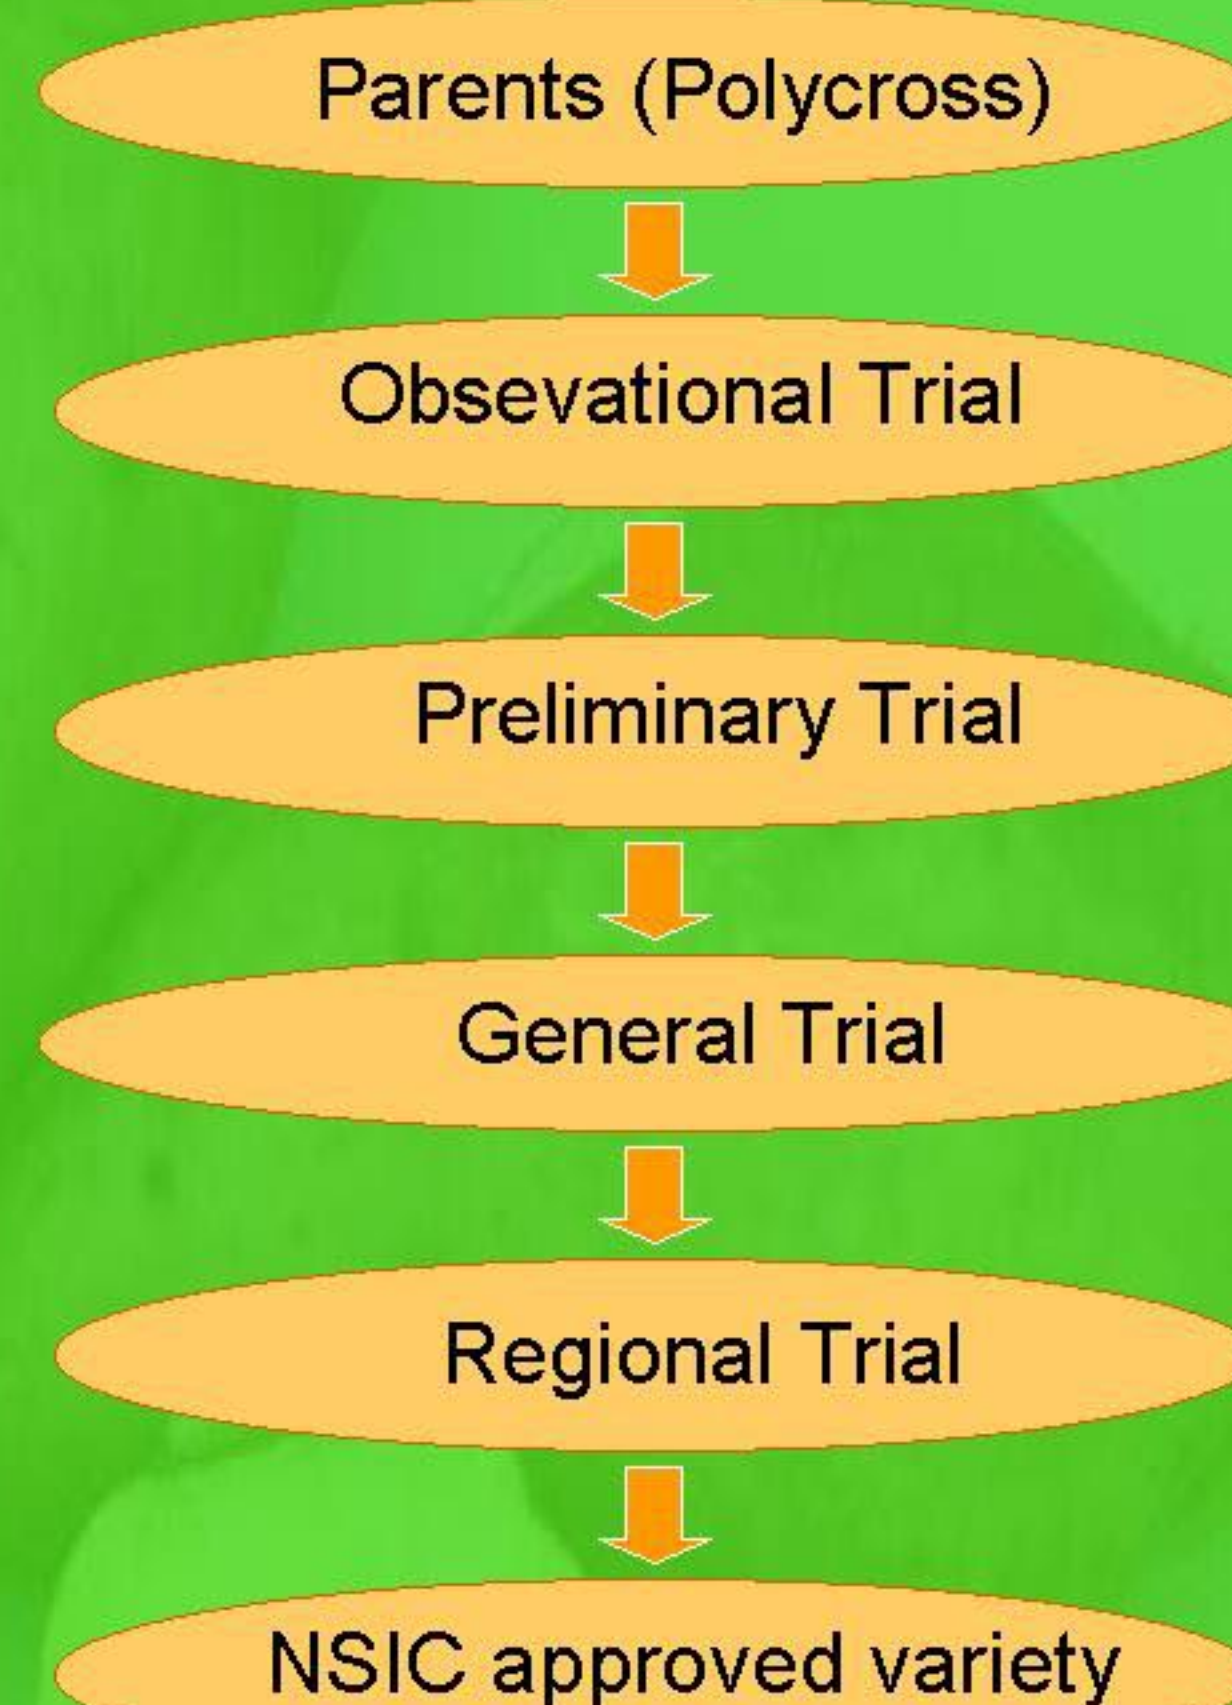 Parents (Polycross)
Obsevational Trial
Preliminary Trial
General Trial
Regional Trial
NSIC approved variety